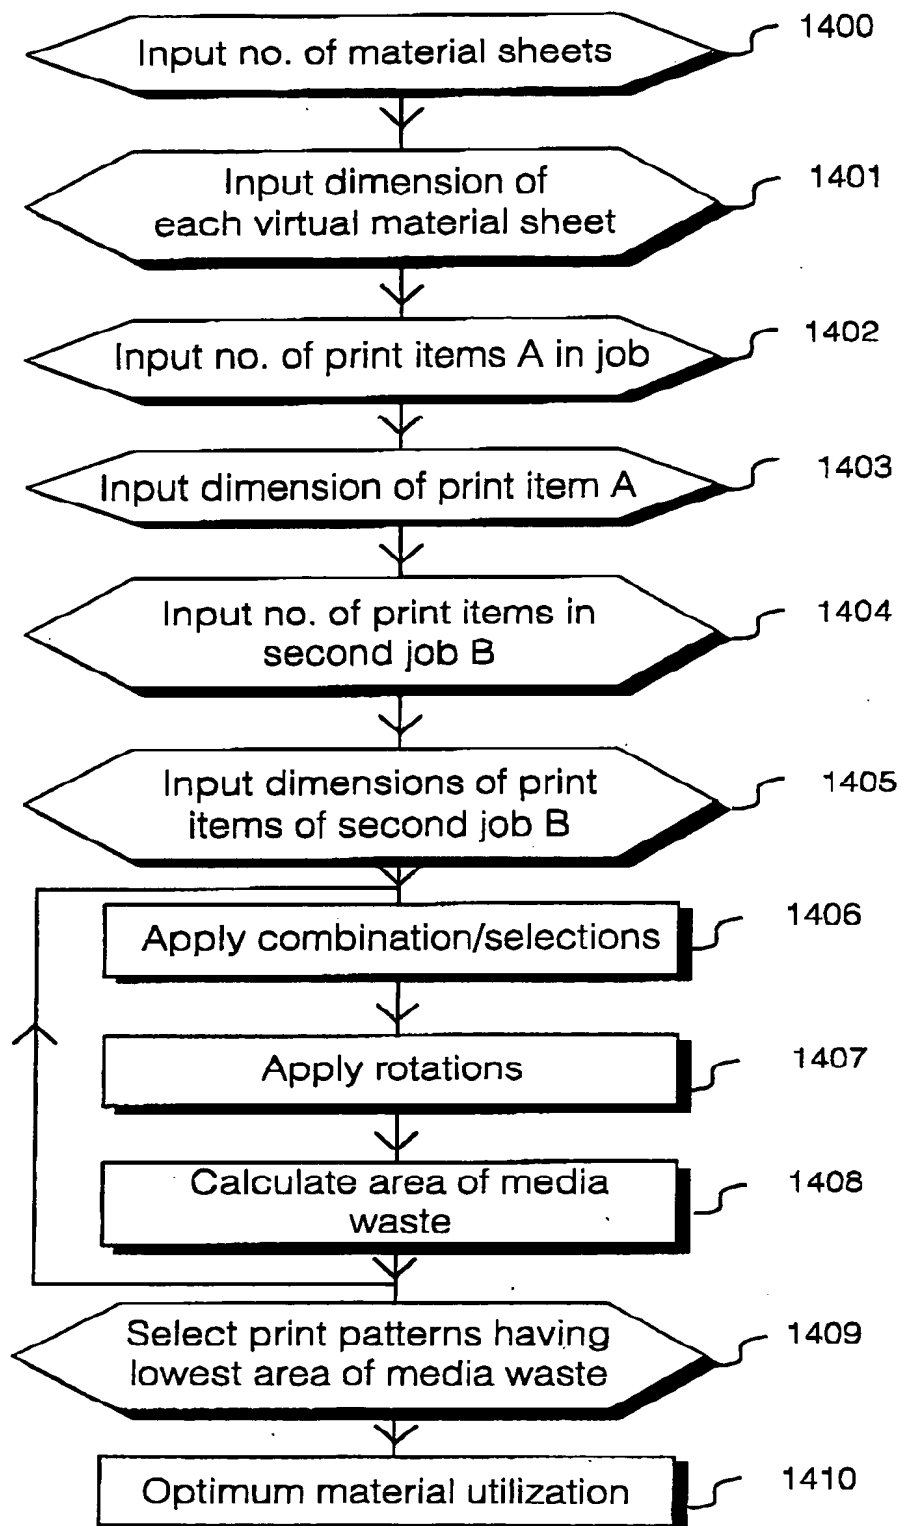 Input no. of material sheets
1400
Input dimension of
each virtual material sheet
1401
Input no. of print items A in job
1402
Input dimension of print item A
1403
Input no. of print items in
second job B
1404
Input dimensions of print
items of second job B
1405
Apply combination/selections
1406
Apply rotations
1407
Calculate area of media
waste
1408
Select print patterns having
lowest area of media waste
1409
Optimum material utilization
1410